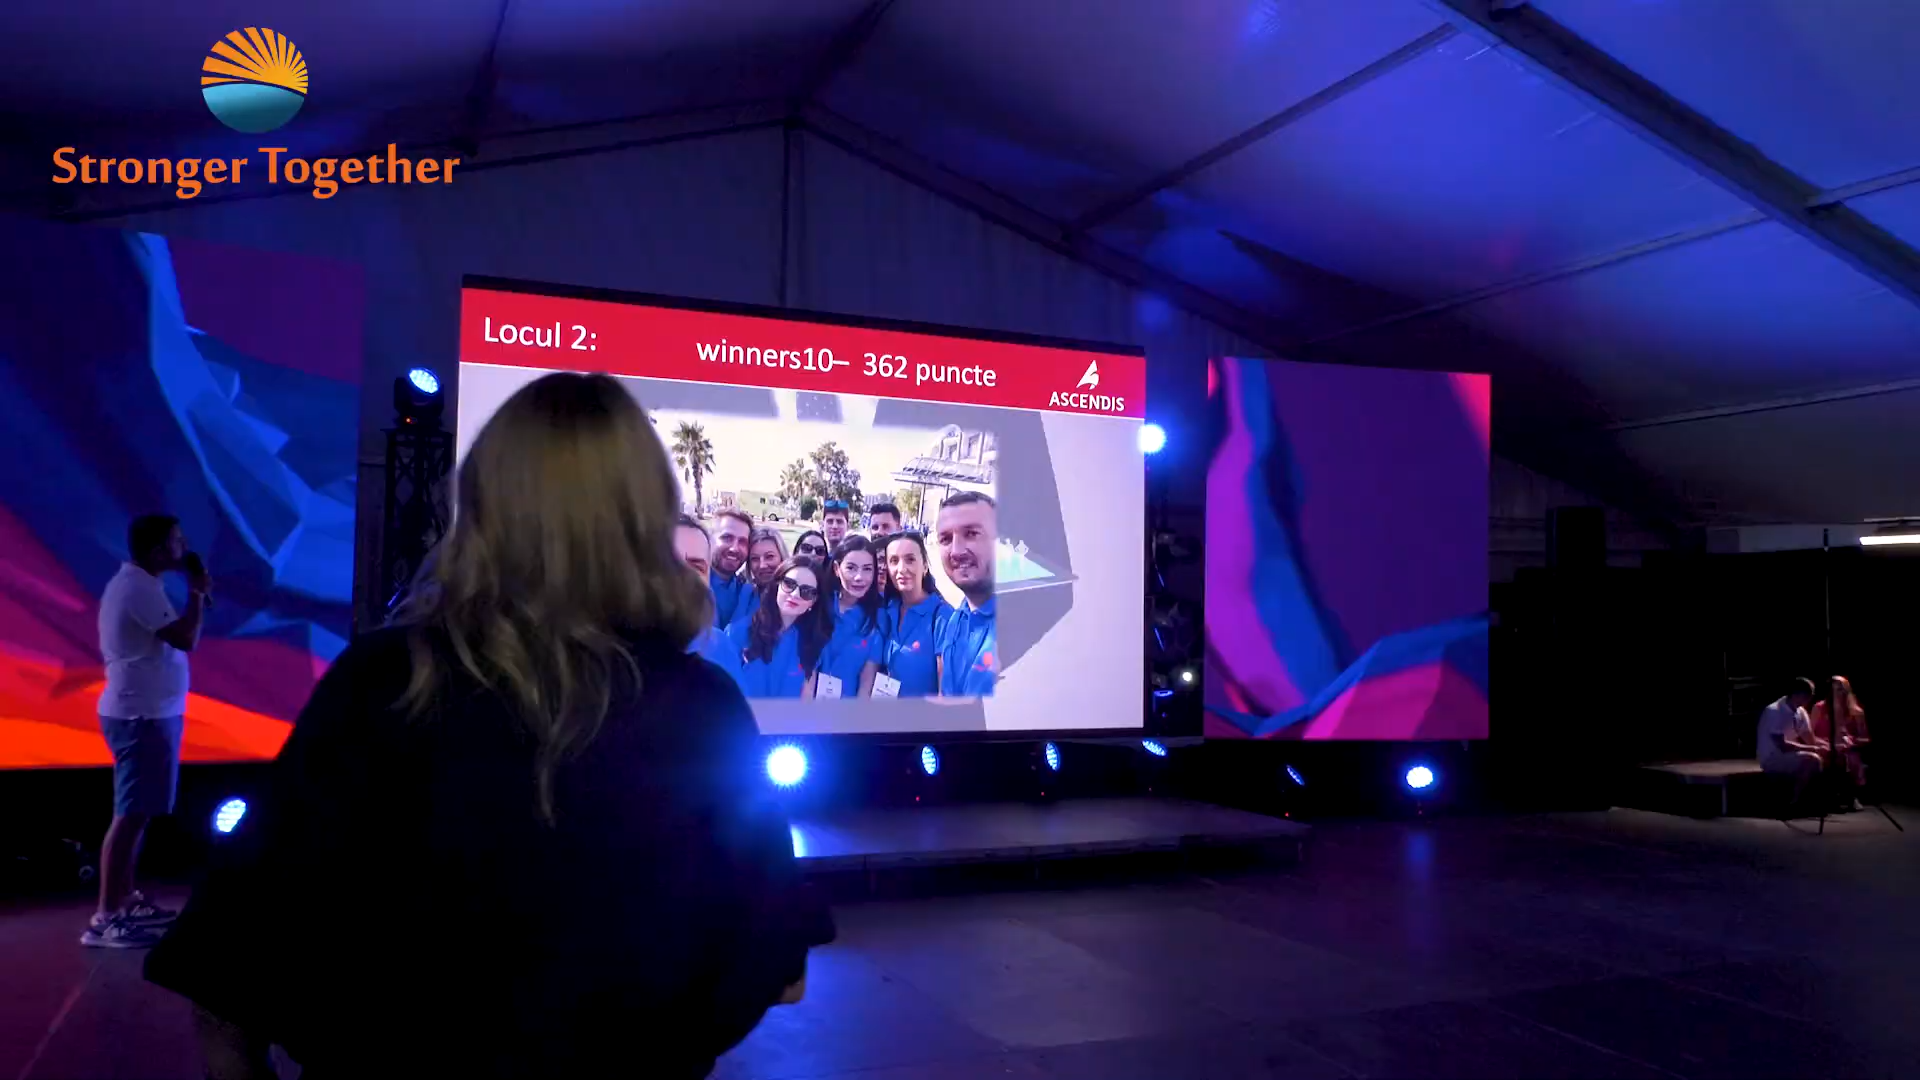 Stronger Together
Locul 2:
winners10– 362 puncte
ASCENDIS